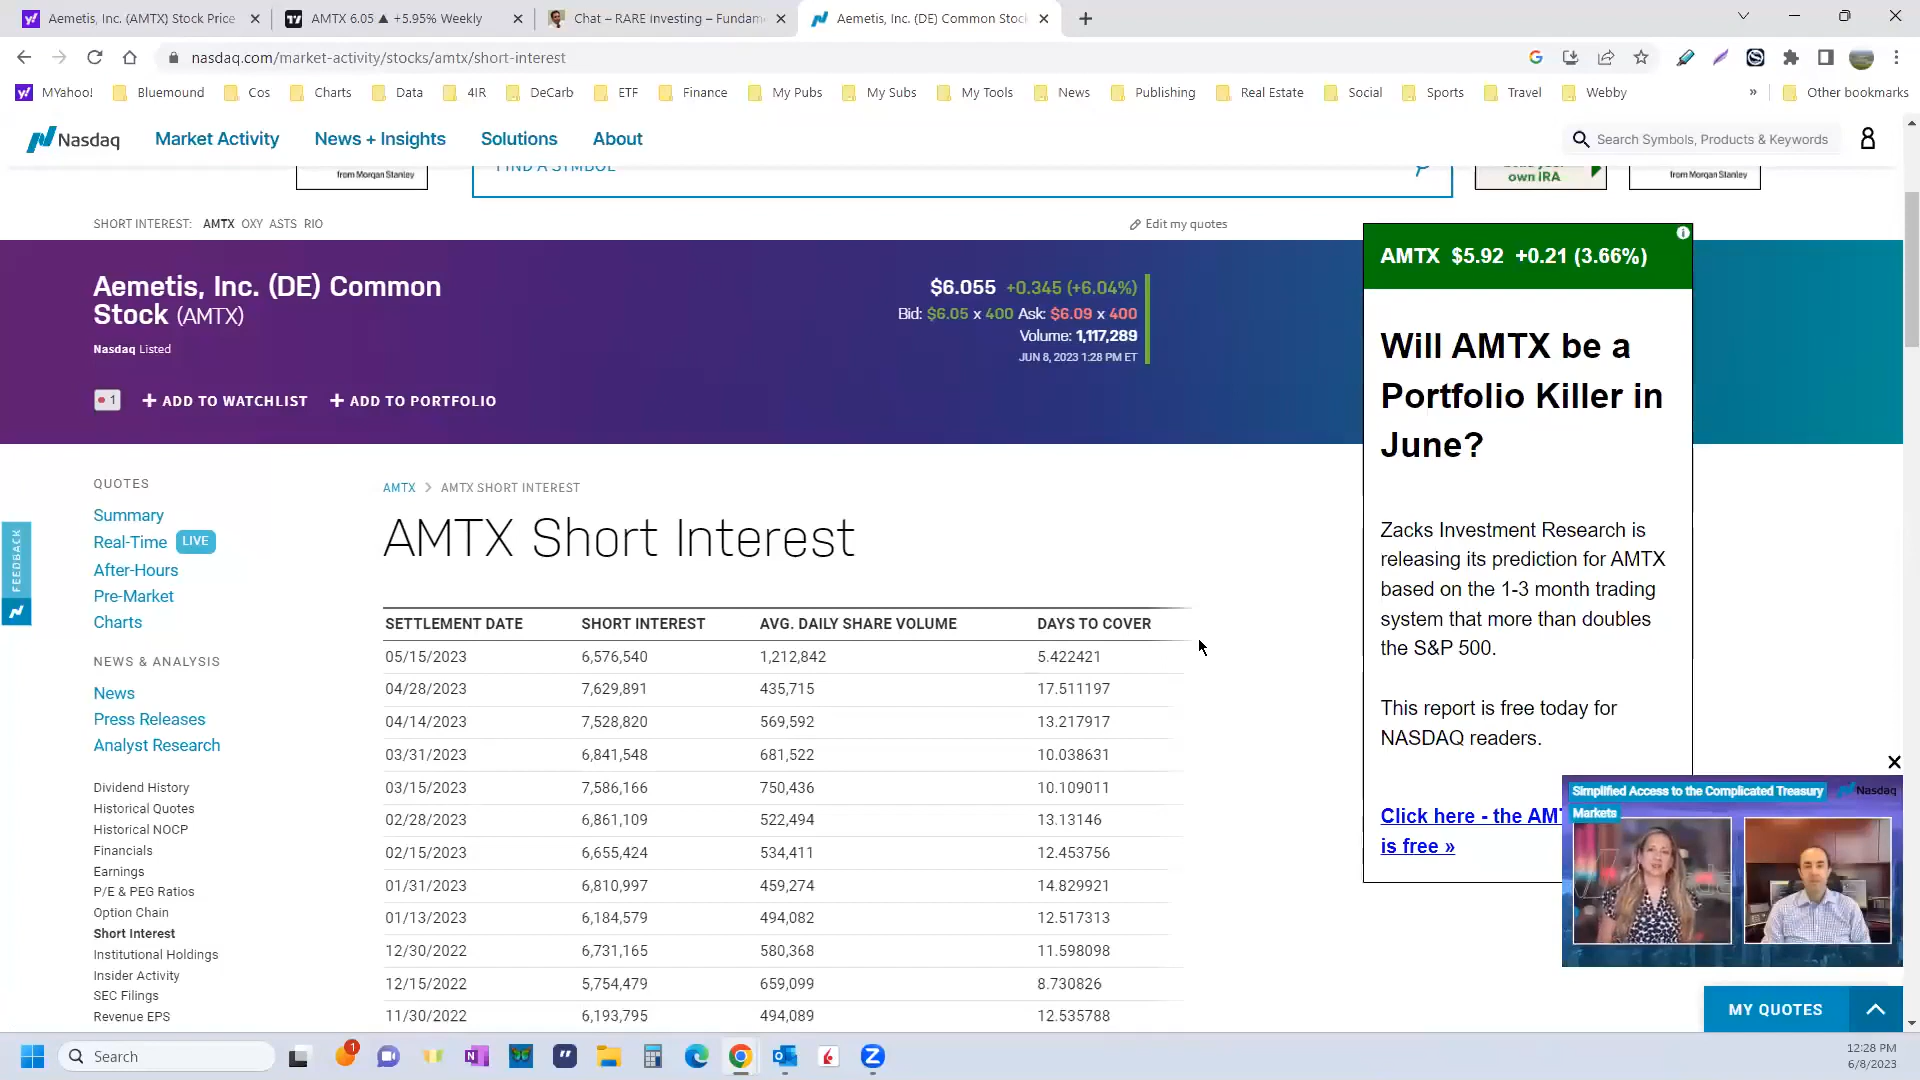 Aemetis, Inc. (AMTX) Stock Price
AMTX 6.05 ▲ +5.95% Weekly
Chat – RARE Investing – Fundam
Aemetis, Inc. (DE) Common Stoc
nasdaq.com/market-activity/stocks/amtx/short-interest
MYahoo!
Bluemound
Cos
Charts
Data
4IR
DeCarb
ETF
Finance
My Pubs
My Subs
My Tools
News
Publishing
Real Estate
Social
Sports
Travel
Webby
»
Other bookmarks
Nasdaq
Market Activity
News + Insights
Solutions
About
Search Symbols, Products & Keywords
from Morgan Stanley
FIND A SYMBOL
own IRA
from Morgan Stanley
SHORT INTEREST: AMTX OXY ASTS RIO
Edit my quotes
Aemetis, Inc. (DE) Common
Stock (AMTX)
Nasdaq Listed
$6.055 +0.345 (+6.04%)
Bid: $6.05 x 400 Ask: $6.09 x 400
Volume: 1,117,289
JUN 8, 2023 1:28 PM ET
1
+ ADD TO WATCHLIST
+ ADD TO PORTFOLIO
AMTX $5.92 +0.21 (3.66%)
Will AMTX be a
Portfolio Killer in
June?
Zacks Investment Research is
releasing its prediction for AMTX
based on the 1-3 month trading
system that more than doubles
the S&P 500.
This report is free today for
NASDAQ readers.
Click here - the AMT
is free »
FEEDBACK
QUOTES
Summary
Real-Time LIVE
After-Hours
Pre-Market
Charts
NEWS & ANALYSIS
News
Press Releases
Analyst Research
Dividend History
Historical Quotes
Historical NOCP
Financials
Earnings
P/E & PEG Ratios
Option Chain
Short Interest
Institutional Holdings
Insider Activity
SEC Filings
Revenue EPS
AMTX > AMTX SHORT INTEREST
AMTX Short Interest
SETTLEMENT DATE SHORT INTEREST AVG. DAILY SHARE VOLUME DAYS TO COVER
05/15/2023 6,576,540 1,212,842 5.422421
04/28/2023 7,629,891 435,715 17.511197
04/14/2023 7,528,820 569,592 13.217917
03/31/2023 6,841,548 681,522 10.038631
03/15/2023 7,586,166 750,436 10.109011
02/28/2023 6,861,109 522,494 13.13146
02/15/2023 6,655,424 534,411 12.453756
01/31/2023 6,810,997 459,274 14.829921
01/13/2023 6,184,579 494,082 12.517313
12/30/2022 6,731,165 580,368 11.598098
12/15/2022 5,754,479 659,099 8.730826
11/30/2022 6,193,795 494,089 12.535788
Simplified Access to the Complicated Treasury
Markets
Nasdaq
MY QUOTES
Search
1
12:28 PM
6/8/2023